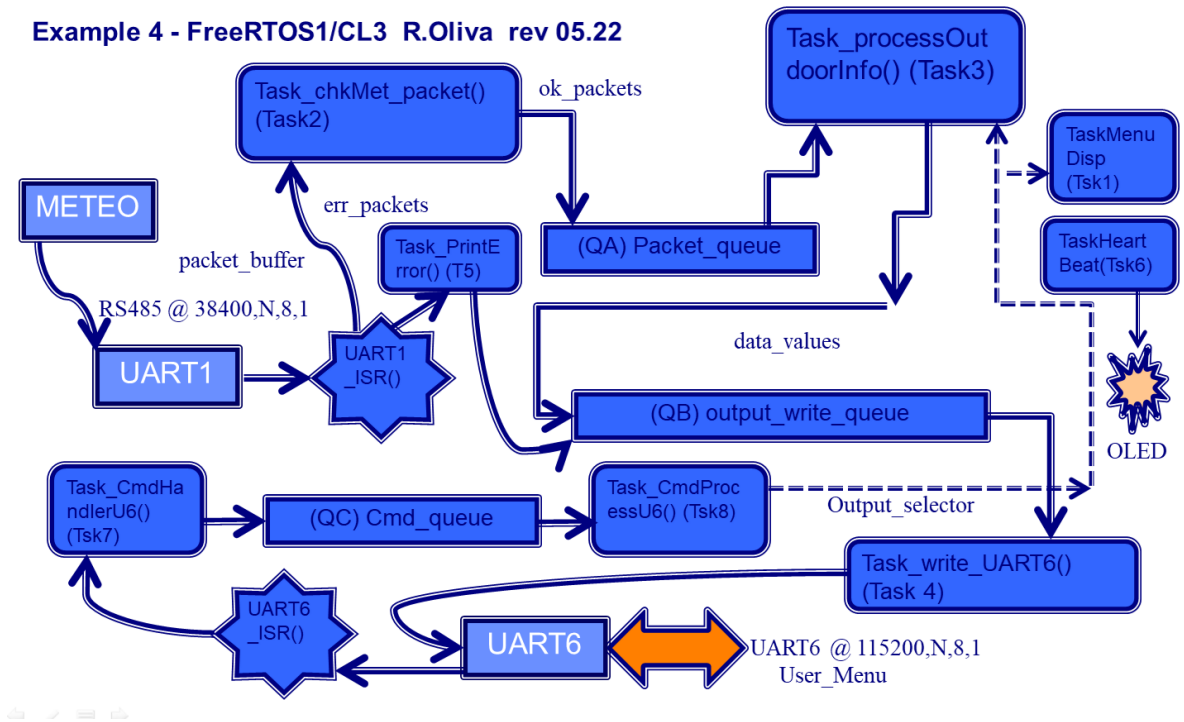 Example 4 - FreeRTOS1/CL3 R.Oliva rev 05.22
Task_processOut
doorInfo() (Task3)
Task_chkMet_packet()
(Task2)
ok_packets
TaskMenu
Disp
(Tsk1)
METEO
err_packets
(QA) Packet_queue
Task_PrintE
rror() (T5)
TaskHeart
Beat(Tsk6)
packet_buffer
RS485 @ 38400,N,8,1
UART1
UART1
_ISR()
data_values
(QB) output_write_queue
OLED
Task_CmdHa
ndlerU6()
(Tsk7)
(QC) Cmd_queue
Task_CmdProc
essU6() (Tsk8)
Output_selector
Task_write_UART6()
(Task 4)
UART6
_ISR()
UART6
UART6 @ 115200,N,8,1
User_Menu